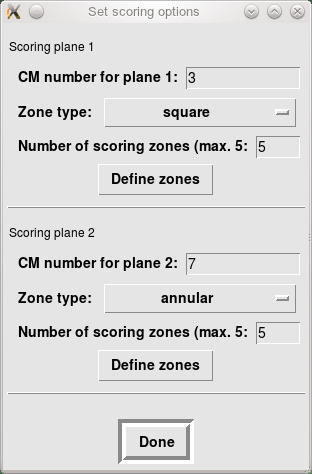 Set scoring options
Scoring plane 1
CM number for plane 1: 3
Zone type: square
Number of scoring zones (max. 5: 5
Define zones
Scoring plane 2
CM number for plane 2: 7
Zone type: annular
Number of scoring zones (max. 5: 5
Define zones
Done